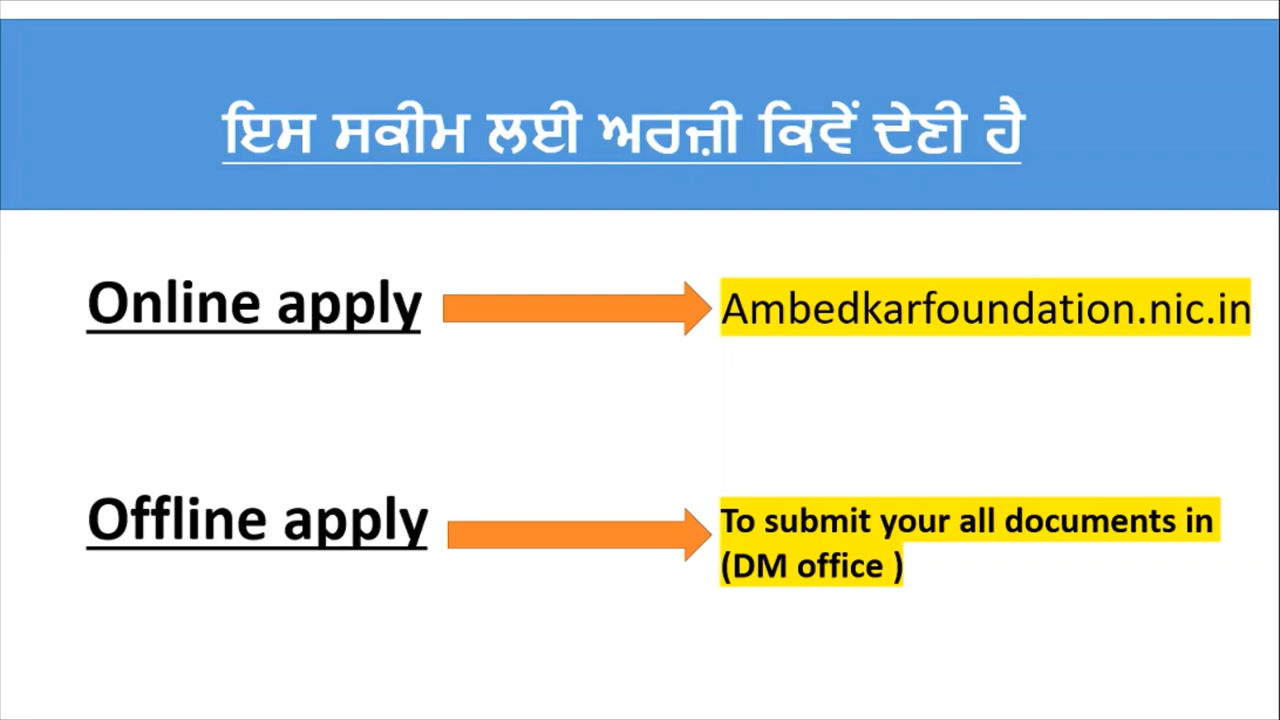 ਇਸ ਸਕੀਮ ਲਈ ਅਰਜ਼ੀ ਕਿਵੇਂ ਦੇਣੀ ਹੈ
Online apply
Ambedkarfoundation.nic.in
Offline apply
To submit your all documents in
(DM office )